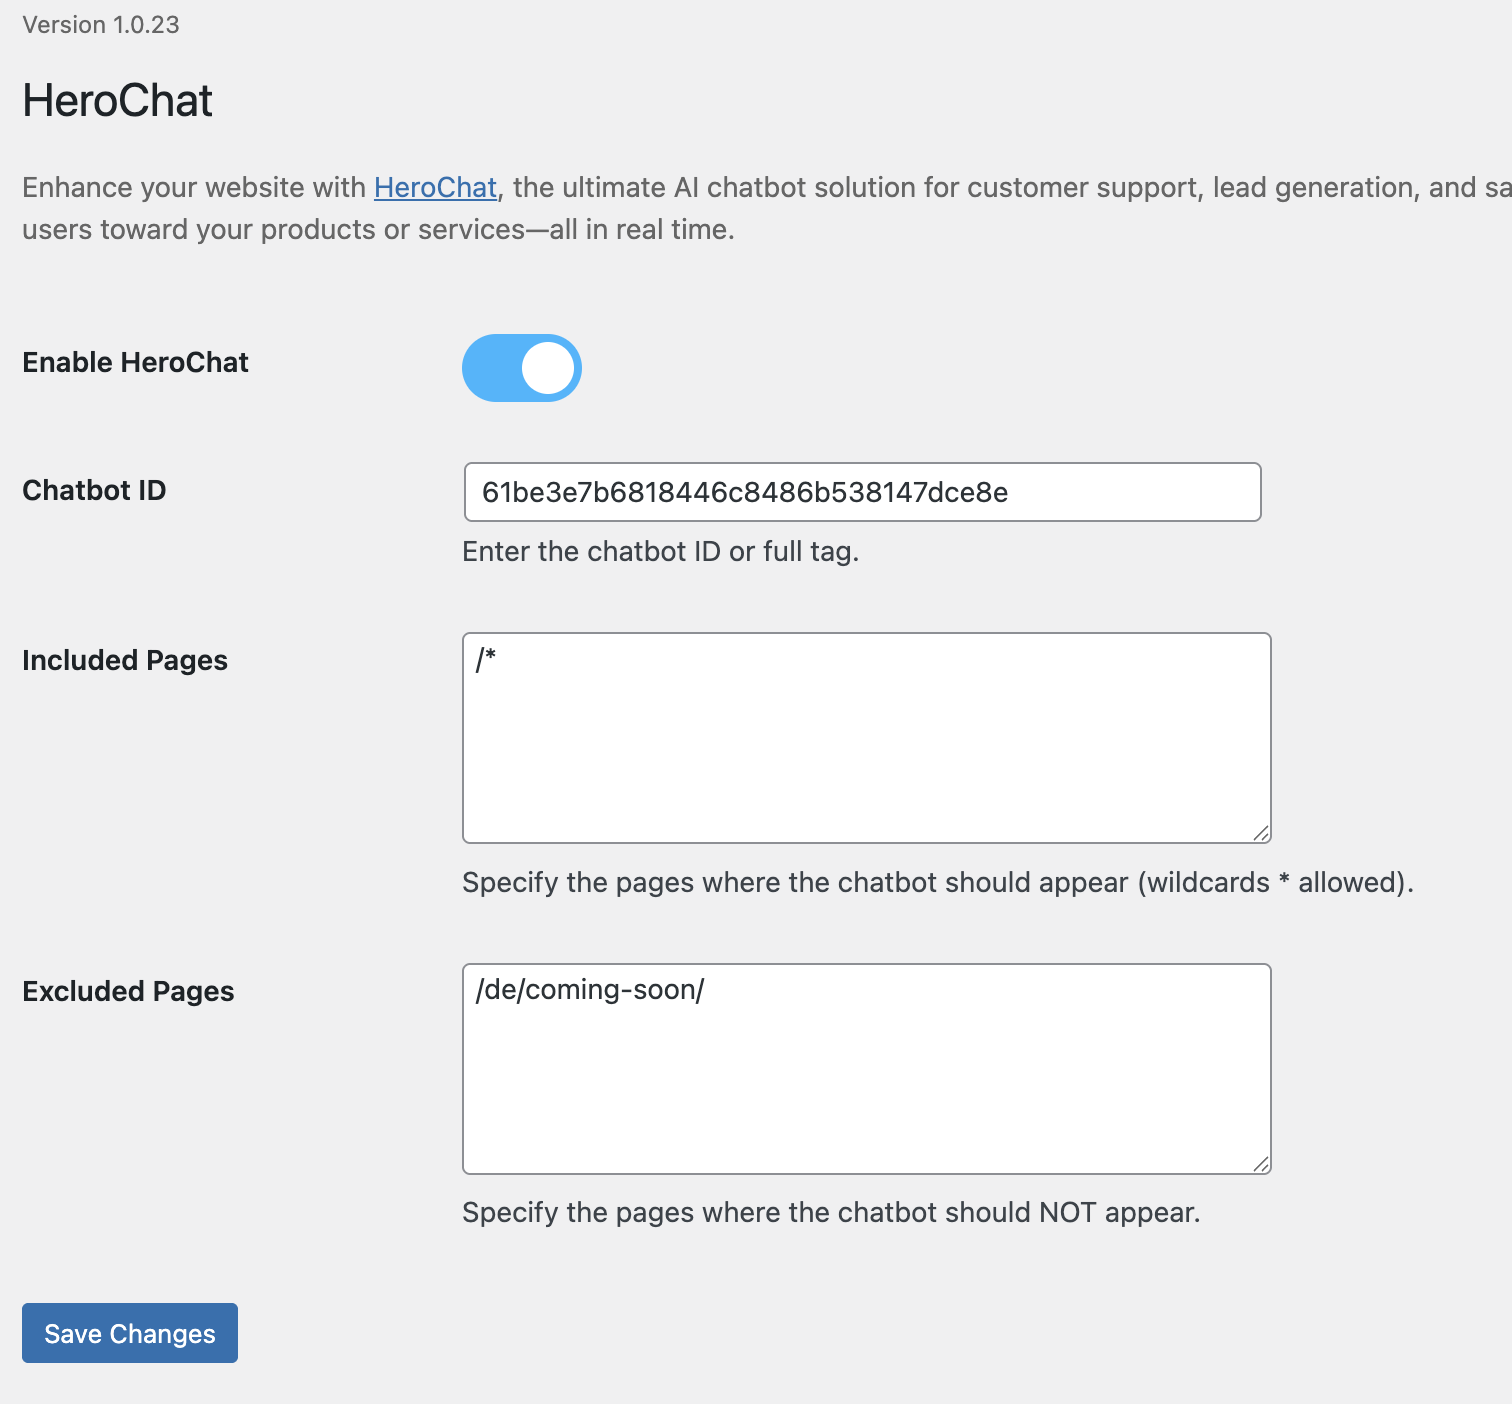 Version 1.0.23
HeroChat
Enhance your website with HeroChat, the ultimate AI chatbot solution for customer support, lead generation, and
users toward your products or services—all in real time.
Enable HeroChat
Chatbot ID
61be3e7b6818446c8486b538147dce8e
Enter the chatbot ID or full tag.
Included Pages
/*
Specify the pages where the chatbot should appear (wildcards * allowed).
Excluded Pages
/de/coming-soon/
Specify the pages where the chatbot should NOT appear.
Save Changes